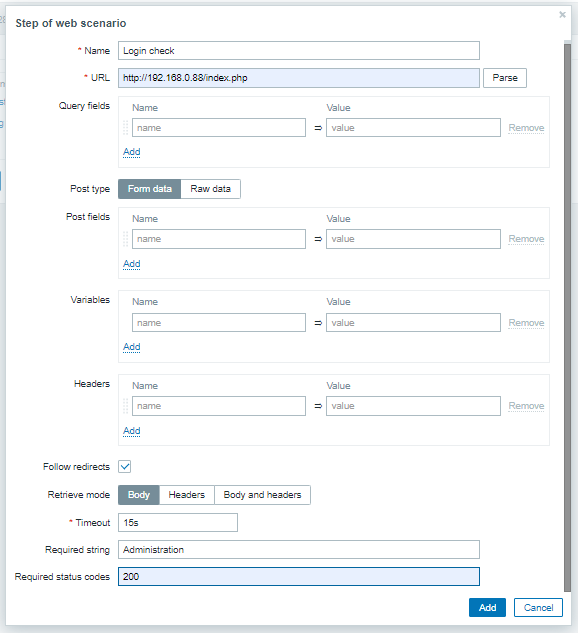 Step of web scenario
* Name Login check
* URL http://192.168.0.88/index.php Parse
Query fields Name Value
name ⇒ value Remove
Add
Post type Form data Raw data
Post fields Name Value
name ⇒ value Remove
Add
Variables Name Value
name ⇒ value Remove
Add
Headers Name Value
name ⇒ value Remove
Add
Follow redirects
Retrieve mode Body Headers Body and headers
* Timeout 15s
Required string Administration
Required status codes 200
Add Cancel